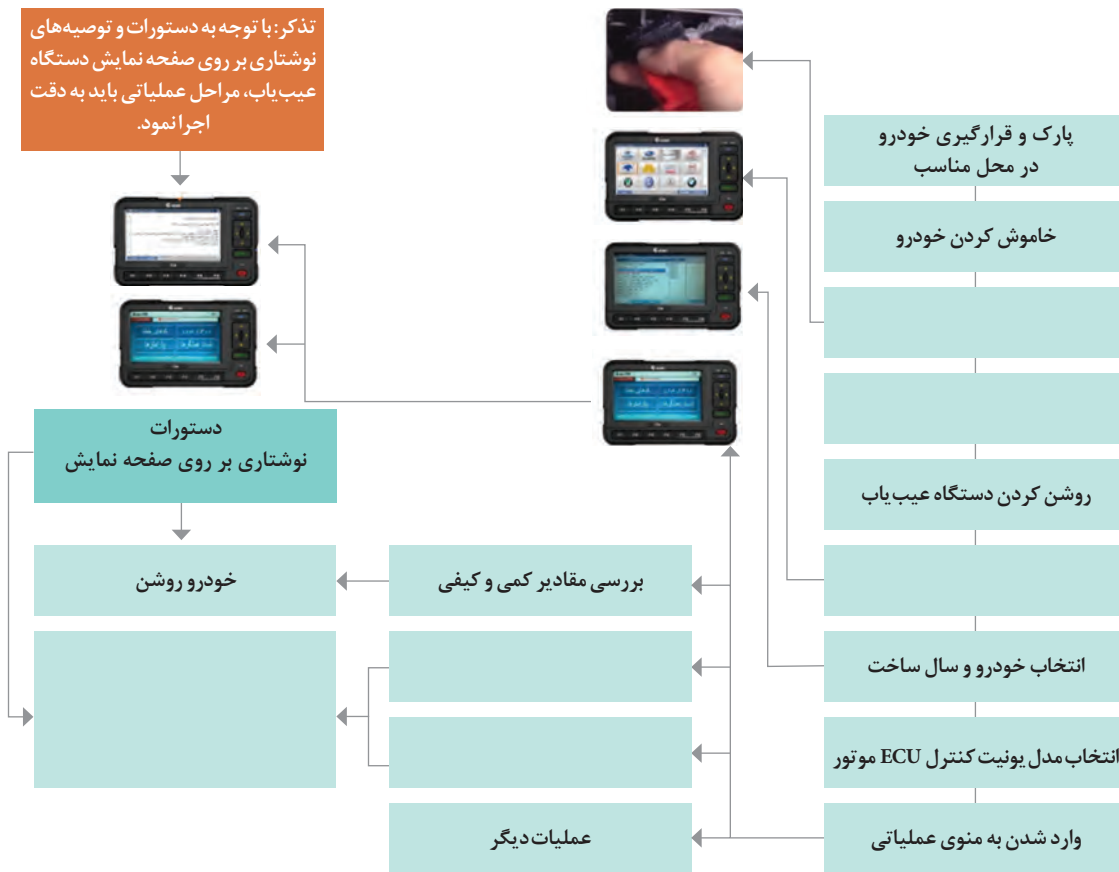 تذکر: با توجه به دستورات و توصیه‌های
نوشتاری بر روی صفحه نمایش دستگاه
عیب‌یاب، مراحل عملیاتی باید به دقت
اجرا نمود.
پارک و قرارگیری خودرو
در محل مناسب
خاموش کردن خودرو
روشن کردن دستگاه عیب‌یاب
انتخاب خودرو و سال ساخت
انتخاب مدل یونیت کنترل ECU موتور
وارد شدن به منوی عملیاتی
بررسی مقادیر کمی و کیفی
عملیات دیگر
دستورات
نوشتاری بر روی صفحه نمایش
خودرو روشن